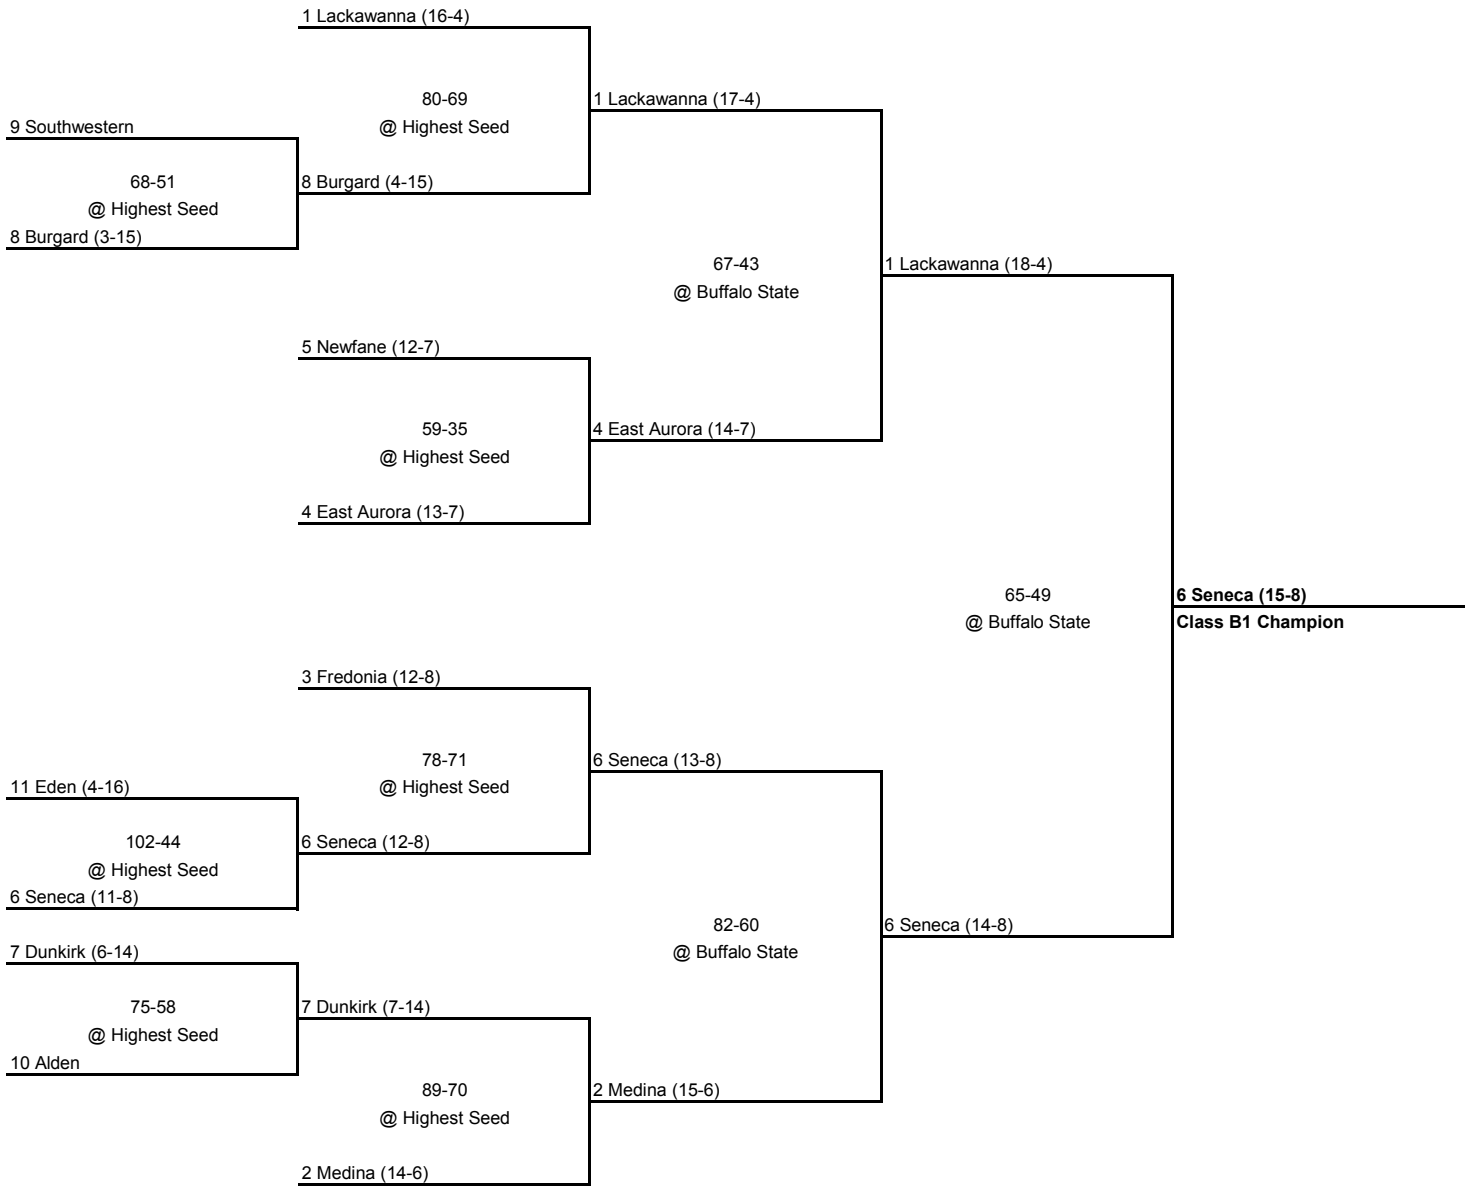 1 Lackawanna (16-4)
80-69
@ Highest Seed
1 Lackawanna (17-4)
9 Southwestern
68-51
@ Highest Seed
8 Burgard (4-15)
8 Burgard (3-15)
67-43
@ Buffalo State
1 Lackawanna (18-4)
5 Newfane (12-7)
59-35
@ Highest Seed
4 East Aurora (14-7)
4 East Aurora (13-7)
65-49
@ Buffalo State
6 Seneca (15-8)
Class B1 Champion
3 Fredonia (12-8)
78-71
@ Highest Seed
6 Seneca (13-8)
11 Eden (4-16)
102-44
@ Highest Seed
6 Seneca (12-8)
6 Seneca (11-8)
82-60
@ Buffalo State
6 Seneca (14-8)
7 Dunkirk (6-14)
75-58
@ Highest Seed
7 Dunkirk (7-14)
10 Alden
89-70
@ Highest Seed
2 Medina (15-6)
2 Medina (14-6)